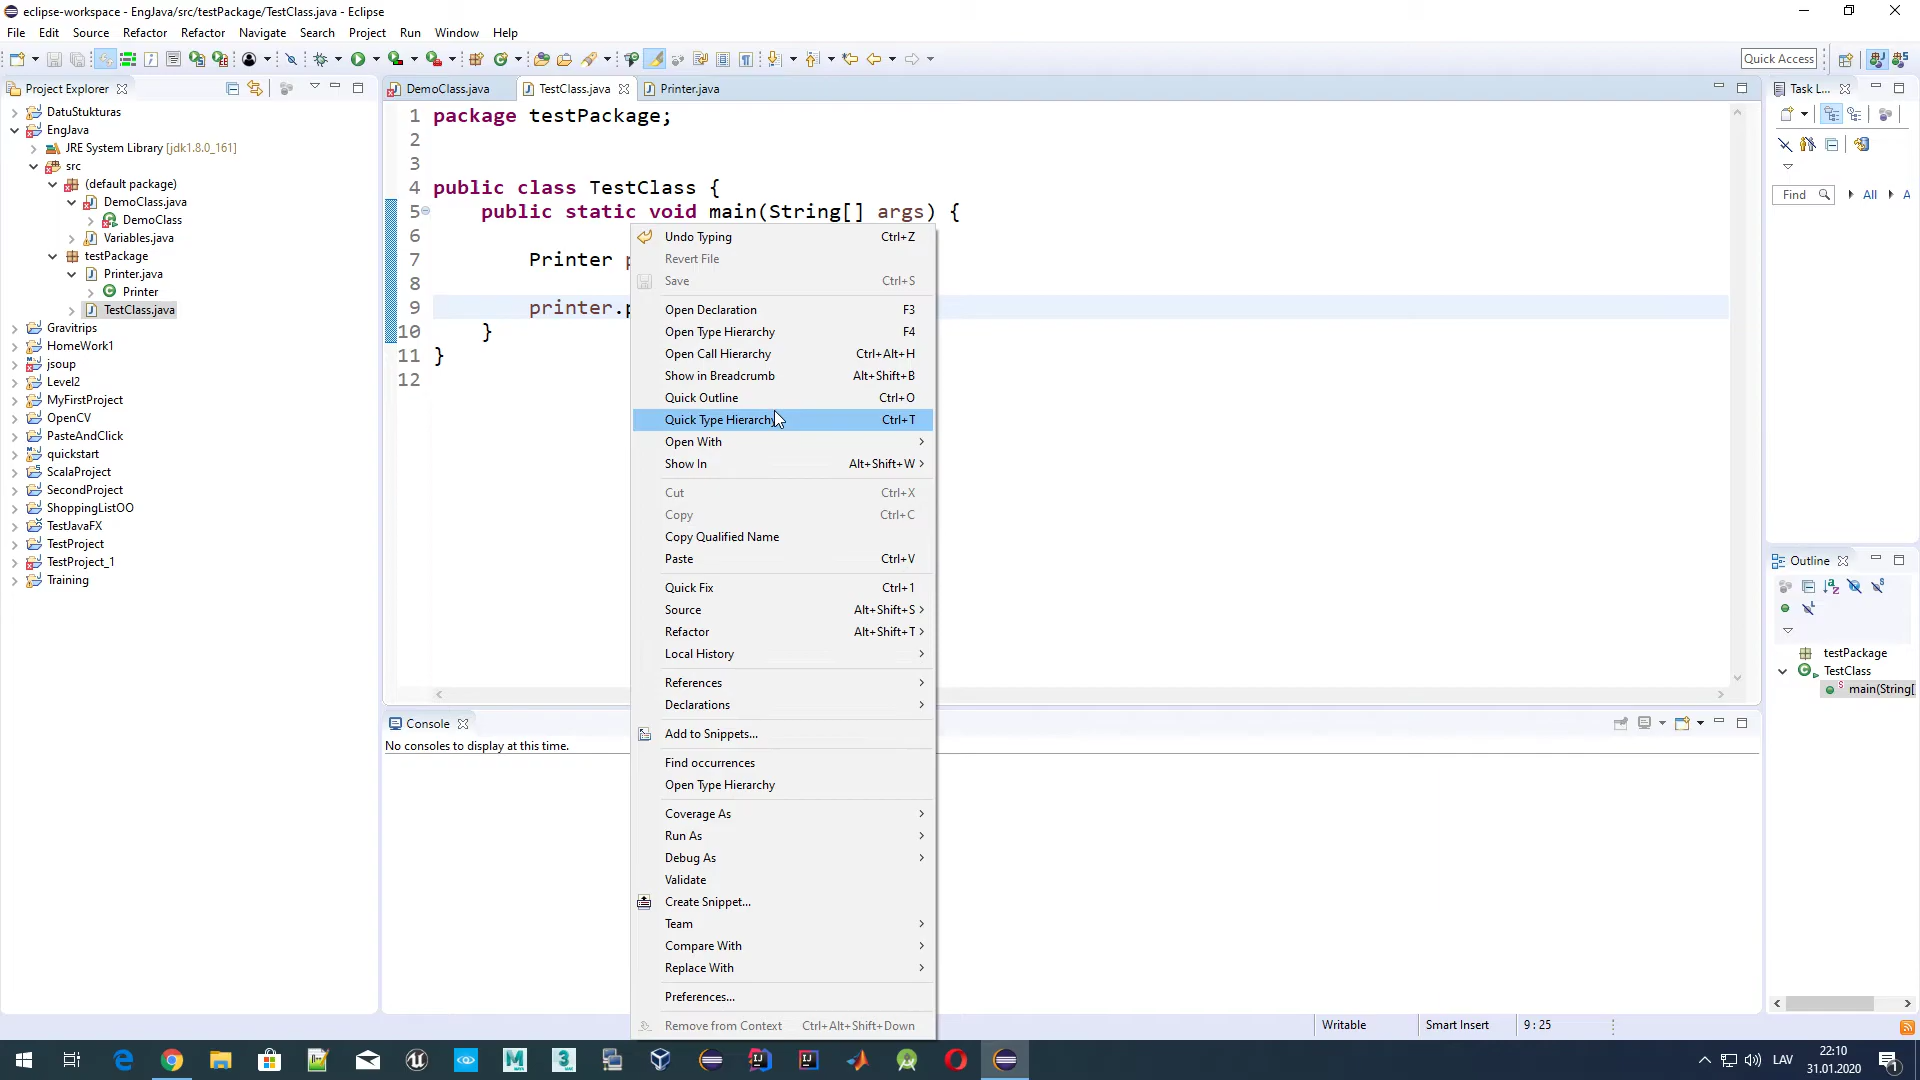 eclipse-workspace - EngJava/src/testPackage/TestClass.java - Eclipse
File Edit Source Refactor Refactor Navigate Search Project Run Window Help
Quick Access
Project Explorer
DatuStukturas
EngJava
JRE System Library [jdk1.8.0_161]
src
(default package)
DemoClass.java
DemoClass
Variables.java
testPackage
Printer.java
Printer
TestClass.java
Gravitrips
HomeWork1
jsoup
Level2
MyFirstProject
OpenCV
PasteAndClick
quickstart
ScalaProject
SecondProject
ShoppingListOO
TestJavaFX
TestProject
TestProject_1
Training
DemoClass.java TestClass.java Printer.java
1 package testPackage;
2
3
4 public class TestClass {
5 public static void main(String[] args) {
6
7 Printer
8
9 printer.
10 }
11 }
12
Undo Typing Ctrl+Z
Revert File
Save Ctrl+S
Open Declaration F3
Open Type Hierarchy F4
Open Call Hierarchy Ctrl+Alt+H
Show in Breadcrumb Alt+Shift+B
Quick Outline Ctrl+O
Quick Type Hierarchy Ctrl+T
Open With
Show In Alt+Shift+W
Cut Ctrl+X
Copy Ctrl+C
Copy Qualified Name
Paste Ctrl+V
Quick Fix Ctrl+1
Source Alt+Shift+S
Refactor Alt+Shift+T
Local History
References
Declarations
Add to Snippets...
Find occurrences
Open Type Hierarchy
Coverage As
Run As
Debug As
Validate
Create Snippet...
Team
Compare With
Replace With
Preferences...
Remove from Context Ctrl+Alt+Shift+Down
Console
No consoles to display at this time.
Task L...
Find All A
Outline
testPackage
TestClass
main(String[
Writable Smart Insert 9 : 25
LAV
22:10
31.01.2020